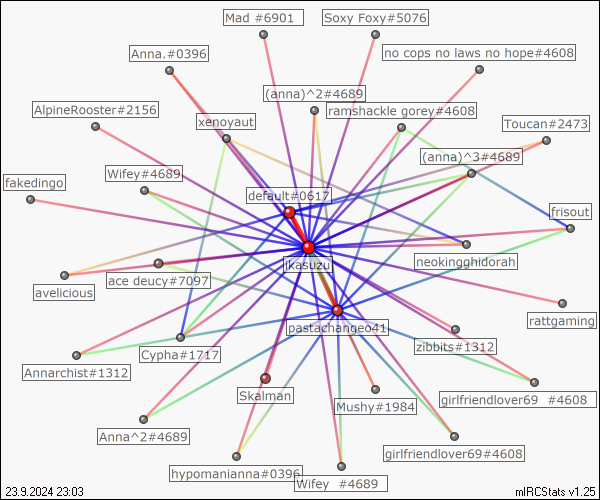 Mad #6901
Soxy Foxy#5076
Anna.#0396
no cops no laws no hope#4608
(anna)^2#4689
AlpineRooster#2156
ramshackle gorey#4608
xenoyaut
Toucan#2473
(anna)^3#4689
Wifey#4689
fakedingo
default#0617
frisout
jkasuzu
neokingghidorah
ace deucy#7097
avelicious
rattgaming
pastachangeo41
zibbits#1312
Cypha#1717
Annarchist#1312
Skalman
girlfriendlover69 #4608
Mushy#1984
Anna^2#4689
girlfriendlover69#4608
hypomanianna#0396
Wifey #4689
23.9.2024 23:03
mIRCStats v1.25